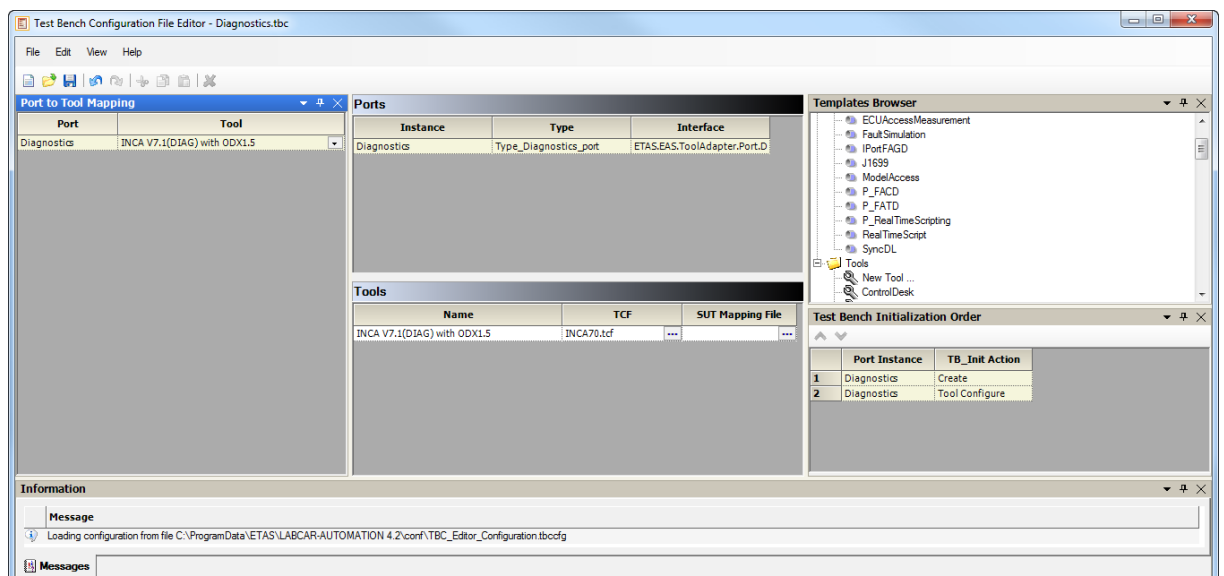 Test Bench Configuration File Editor - Diagnostics.tbc
File Edit View Help
Port to Tool Mapping
Port Tool
Diagnostics INCA V7.1(DIAG) with ODX1.5
Ports
Instance Type Interface
Diagnostics Type_Diagnostics_port ETAS.EAS.ToolAdapter.Port.D
Tools
Name TCF SUT Mapping File
INCA V7.1(DIAG) with ODX1.5 INCA70.tcf ... ...
Templates Browser
ECUAccessMeasurement
FaultSimulation
IPortFAGD
J1699
ModelAccess
P_FACD
P_FATD
P_RealTimeScripting
RealTimeScript
SyncDL
Tools
New Tool ...
ControlDesk
Test Bench Initialization Order
Port Instance TB_Init Action
1 Diagnostics Create
2 Diagnostics Tool Configure
Information
Message
Loading configuration from file C:\ProgramData\ETAS\LABCAR-AUTOMATION 4.2\conf\TBC_Editor_Configuration.tbccfg
Messages